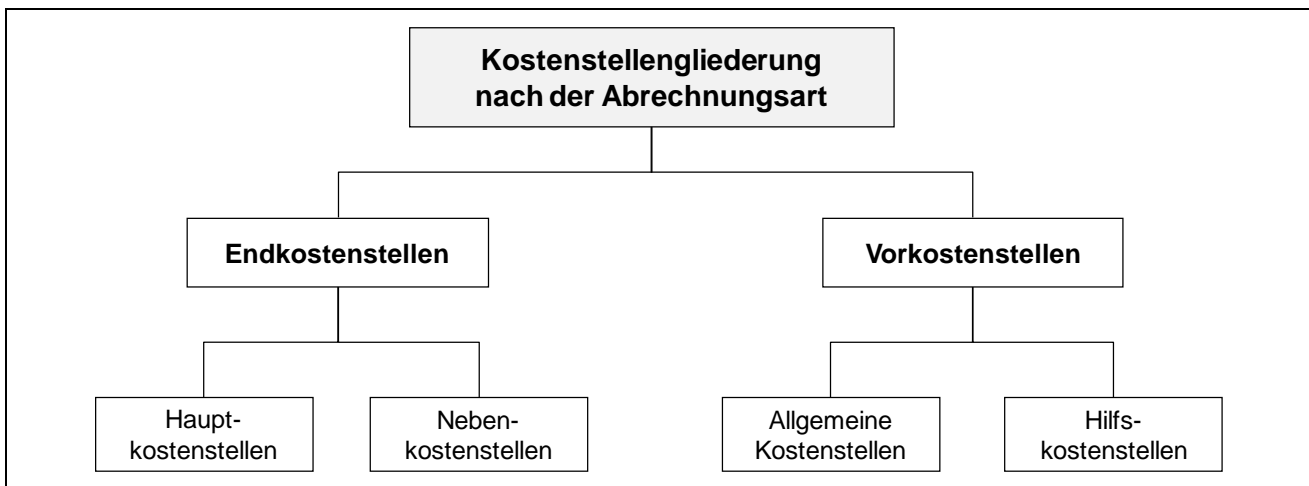 Kostenstellengliederung
nach der Abrechnungsart
Endkostenstellen
Vorkostenstellen
Haupt-
kostenstellen
Neben-
kostenstellen
Allgemeine
Kostenstellen
Hilfs-
kostenstellen